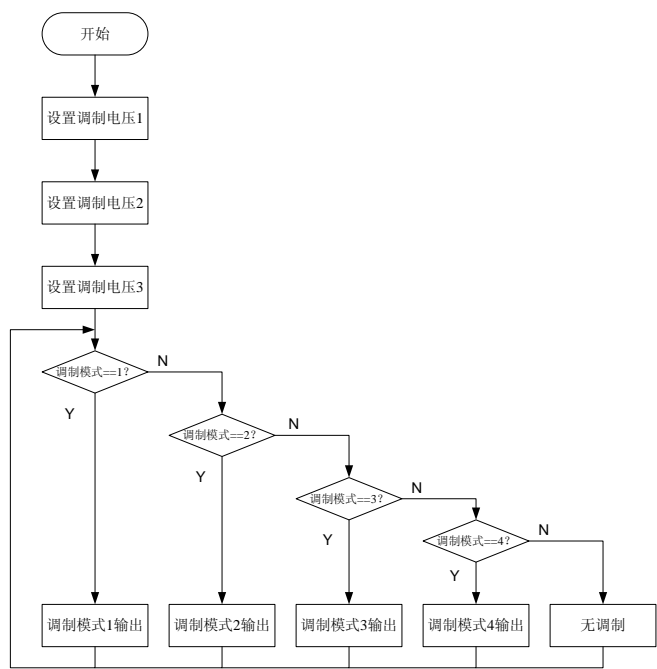 开始
设置调制电压1
设置调制电压2
设置调制电压3
调制模式==1?
N
Y
调制模式==2?
N
Y
调制模式==3?
N
Y
调制模式==4?
N
Y
调制模式1输出
调制模式2输出
调制模式3输出
调制模式4输出
无调制